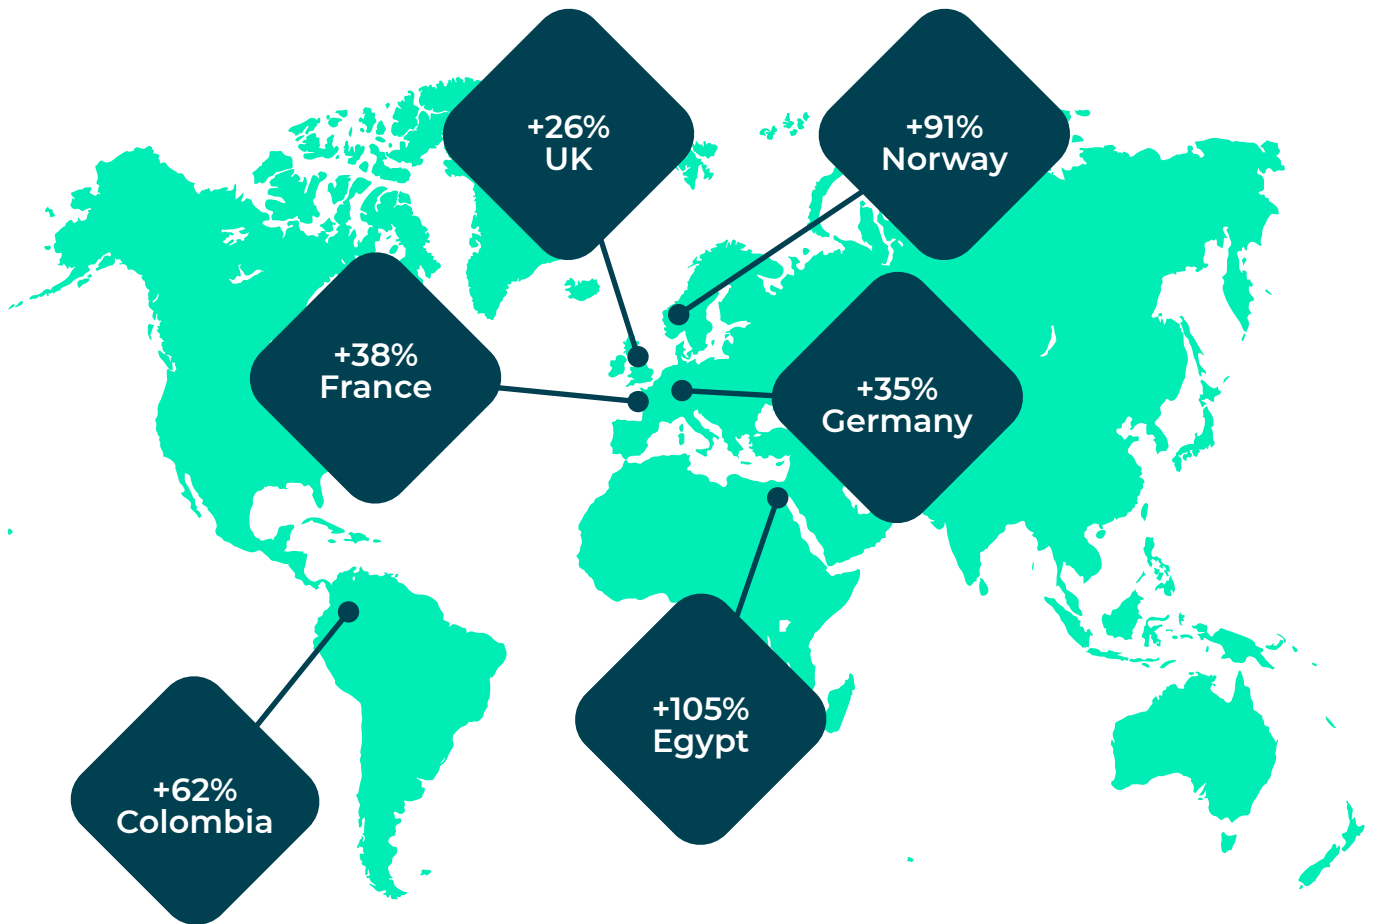 +26%
UK
+91%
Norway
+38%
France
+35%
Germany
+105%
Egypt
+62%
Colombia